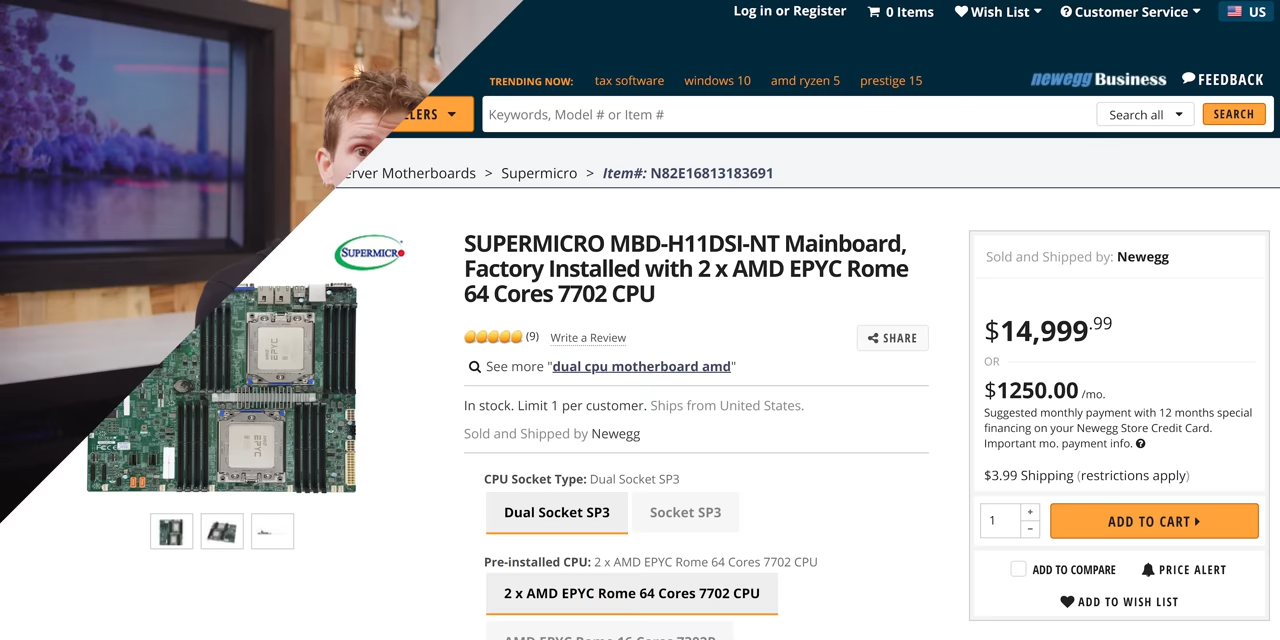 Log in or Register
0 Items
Wish List
Customer Service
US
TRENDING NOW:
tax software
windows 10
amd ryzen 5
prestige 15
newegg Business
FEEDBACK
Keywords, Model # or Item #
Search all
SEARCH
Server Motherboards > Supermicro > Item#: N82E16813183691
SUPERMICRO
SUPERMICRO MBD-H11DSI-NT Mainboard,
Factory Installed with 2 x AMD EPYC Rome
64 Cores 7702 CPU
(9)
Write a Review
SHARE
See more "dual cpu motherboard amd"
In stock. Limit 1 per customer. Ships from United States.
Sold and Shipped by Newegg
EPYC
EPYC
CPU Socket Type: Dual Socket SP3
Dual Socket SP3
Socket SP3
Pre-installed CPU: 2 x AMD EPYC Rome 64 Cores 7702 CPU
2 x AMD EPYC Rome 64 Cores 7702 CPU
Sold and Shipped by: Newegg
$14,999.99
OR
$1250.00 /mo.
Suggested monthly payment with 12 months special
financing on your Newegg Store Credit Card.
Important mo. payment info.
$3.99 Shipping (restrictions apply)
1
ADD TO CART
ADD TO COMPARE
PRICE ALERT
ADD TO WISH LIST